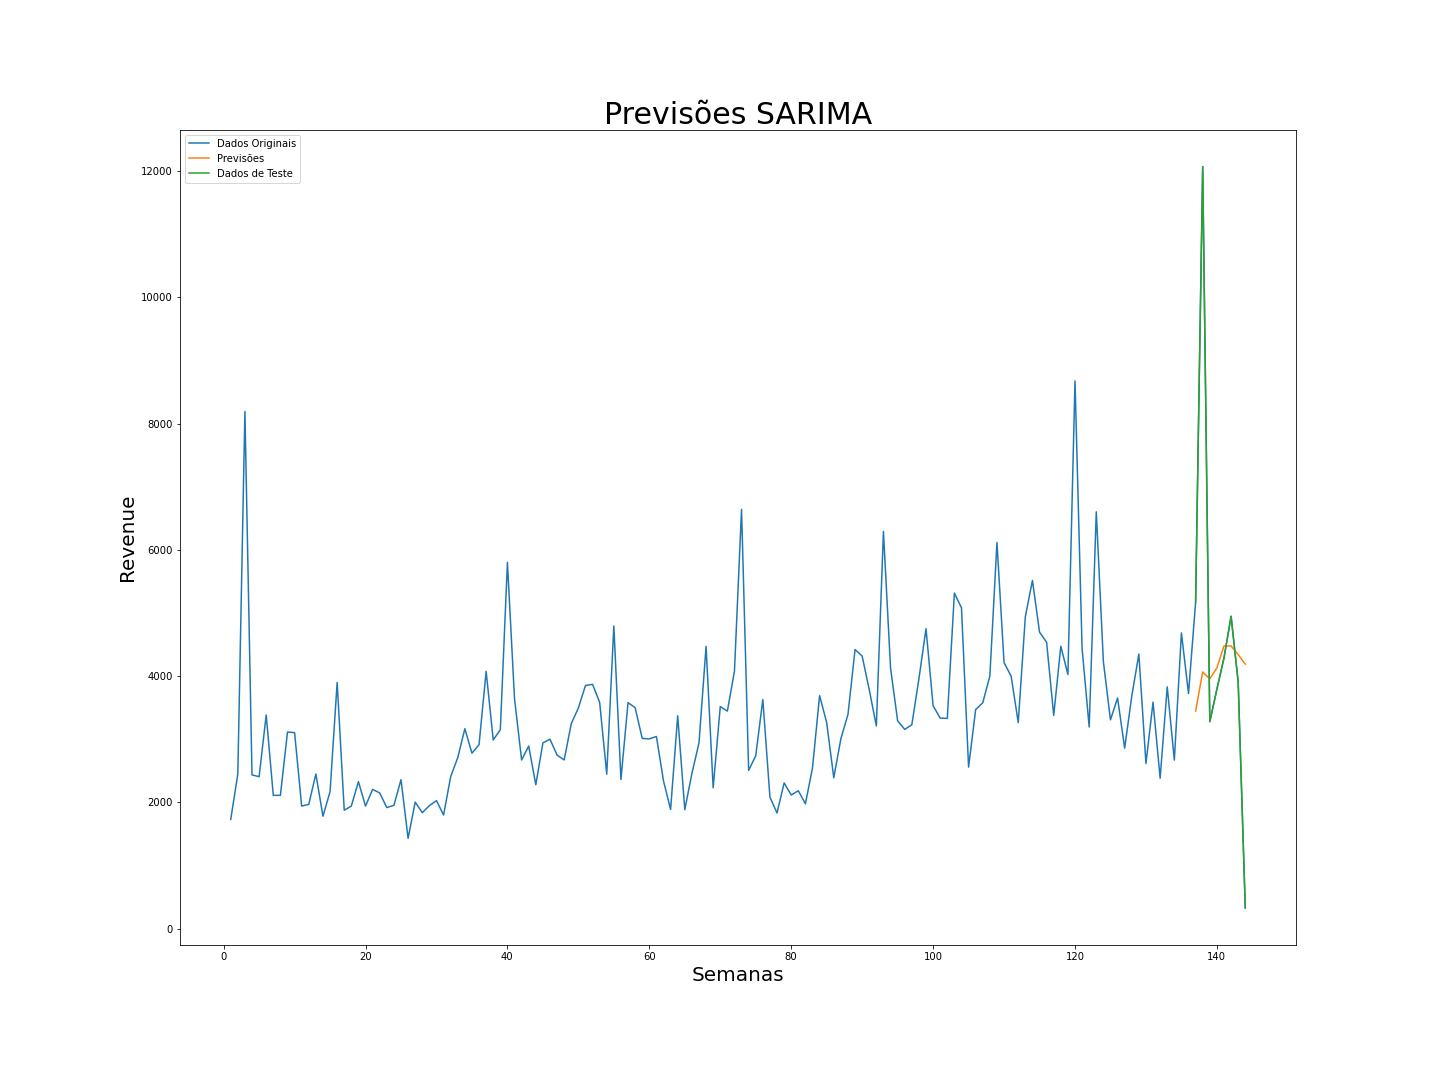 Previsões SARIMA
Dados Originais
Previsões
Dados de Teste
12000
10000
8000
6000
4000
2000
0
Revenue
0 20 40 60 80 100 120 140
Semanas